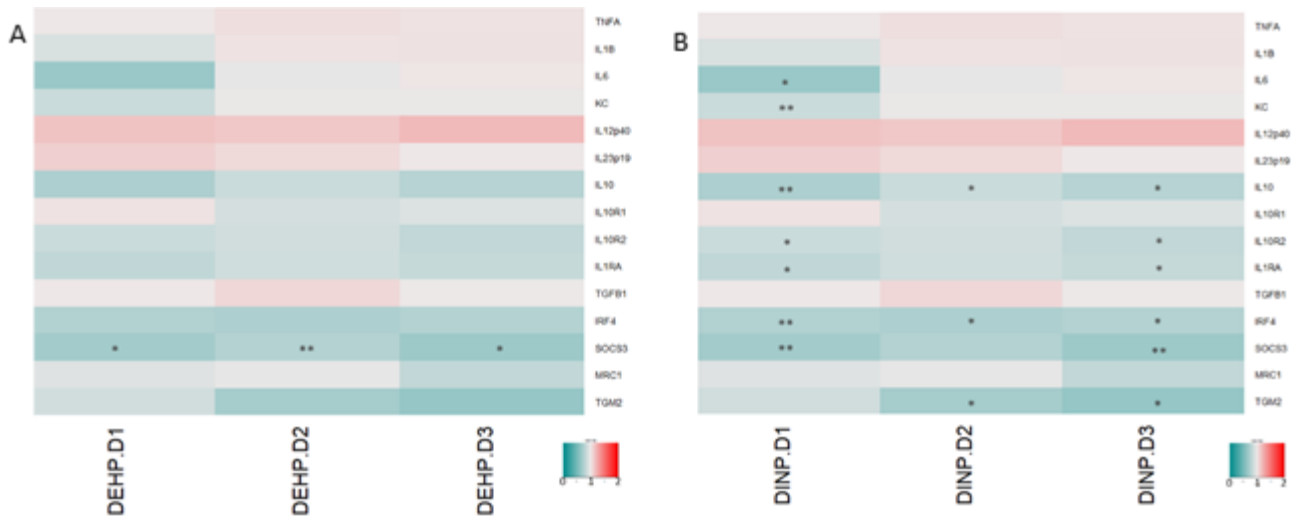 A
TNFA
IL1B
IL6
KC
IL12p40
IL23p19
IL10
IL10R1
IL10R2
IL1RA
TGFB1
IRF4
* ** * SOCS3
MRC1
TGM2
DEHP.D1 DEHP.D2 DEHP.D3
0 1 2
B
TNFA
IL1B
* IL6
** KC
IL12p40
IL23p19
** * * IL10
IL10R1
* * IL10R2
* * IL1RA
TGFB1
** * * IRF4
** ** SOCS3
MRC1
* * TGM2
DINP.D1 DINP.D2 DINP.D3
0 1 2